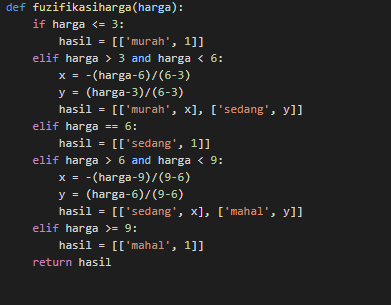 def fuzifikasiharga(harga):
    if harga <= 3:
        hasil = [['murah', 1]]
    elif harga > 3 and harga < 6:
        x = -(harga-6)/(6-3)
        y = (harga-3)/(6-3)
        hasil = [['murah', x], ['sedang', y]]
    elif harga == 6:
        hasil = [['sedang', 1]]
    elif harga > 6 and harga < 9:
        x = -(harga-9)/(9-6)
        y = (harga-6)/(9-6)
        hasil = [['sedang', x], ['mahal', y]]
    elif harga >= 9:
        hasil = [['mahal', 1]]
    return hasil